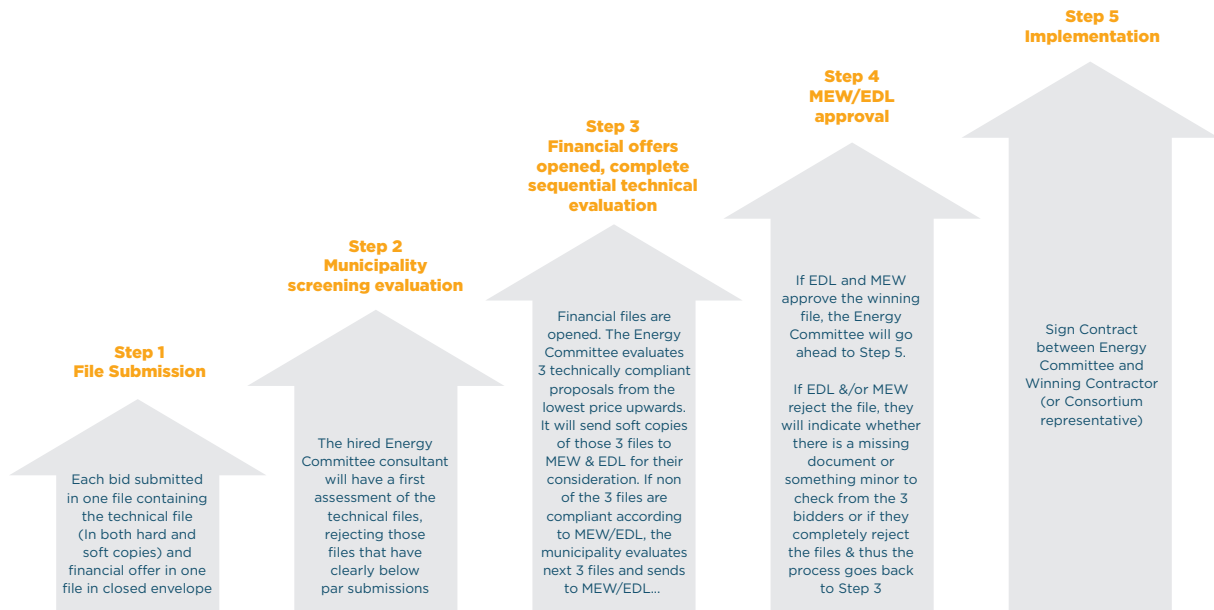 Step 1
File Submission
Each bid submitted
in one file containing
the technical file
(In both hard and
soft copies) and
financial offer in one
file in closed envelope
Step 2
Municipality
screening evaluation
The hired Energy
Committee consultant
will have a first
assessment of the
technical files,
rejecting those
files that have
clearly below
par submissions
Step 3
Financial offers
opened, complete
sequential technical
evaluation
Financial files are
opened. The Energy
Committee evaluates
3 technically compliant
proposals from the
lowest price upwards.
It will send soft copies
of those 3 files to
MEW & EDL for their
consideration. If non
of the 3 files are
compliant according
to MEW/EDL, the
municipality evaluates
next 3 files and sends
to MEW/EDL...
Step 4
MEW/EDL
approval
If EDL and MEW
approve the winning
file, the Energy
Committee will go
ahead to Step 5.
If EDL &/or MEW
reject the file, they
will indicate whether
there is a missing
document or
something minor to
check from the 3
bidders or if they
completely reject
the files & thus the
process goes back
to Step 3
Step 5
Implementation
Sign Contract
between Energy
Committee and
Winning Contractor
(or Consortium
representative)